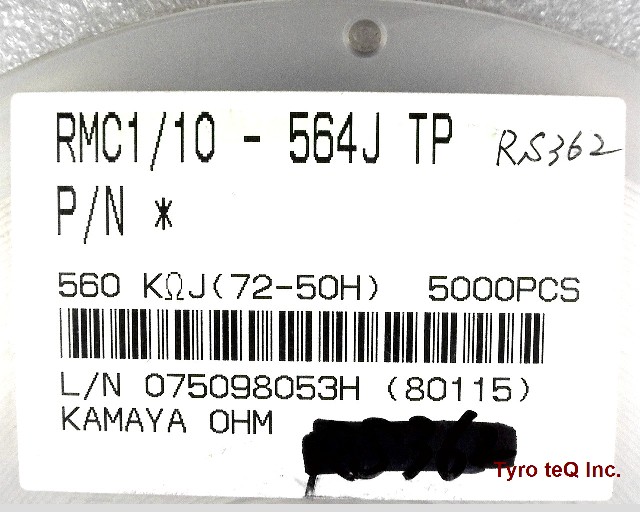 RMC1/10 - 564J TP RS362
P/N *
560 KΩJ(72-50H) 5000PCS
L/N 075098053H (80115)
KAMAYA OHM
Tyro teQ Inc.